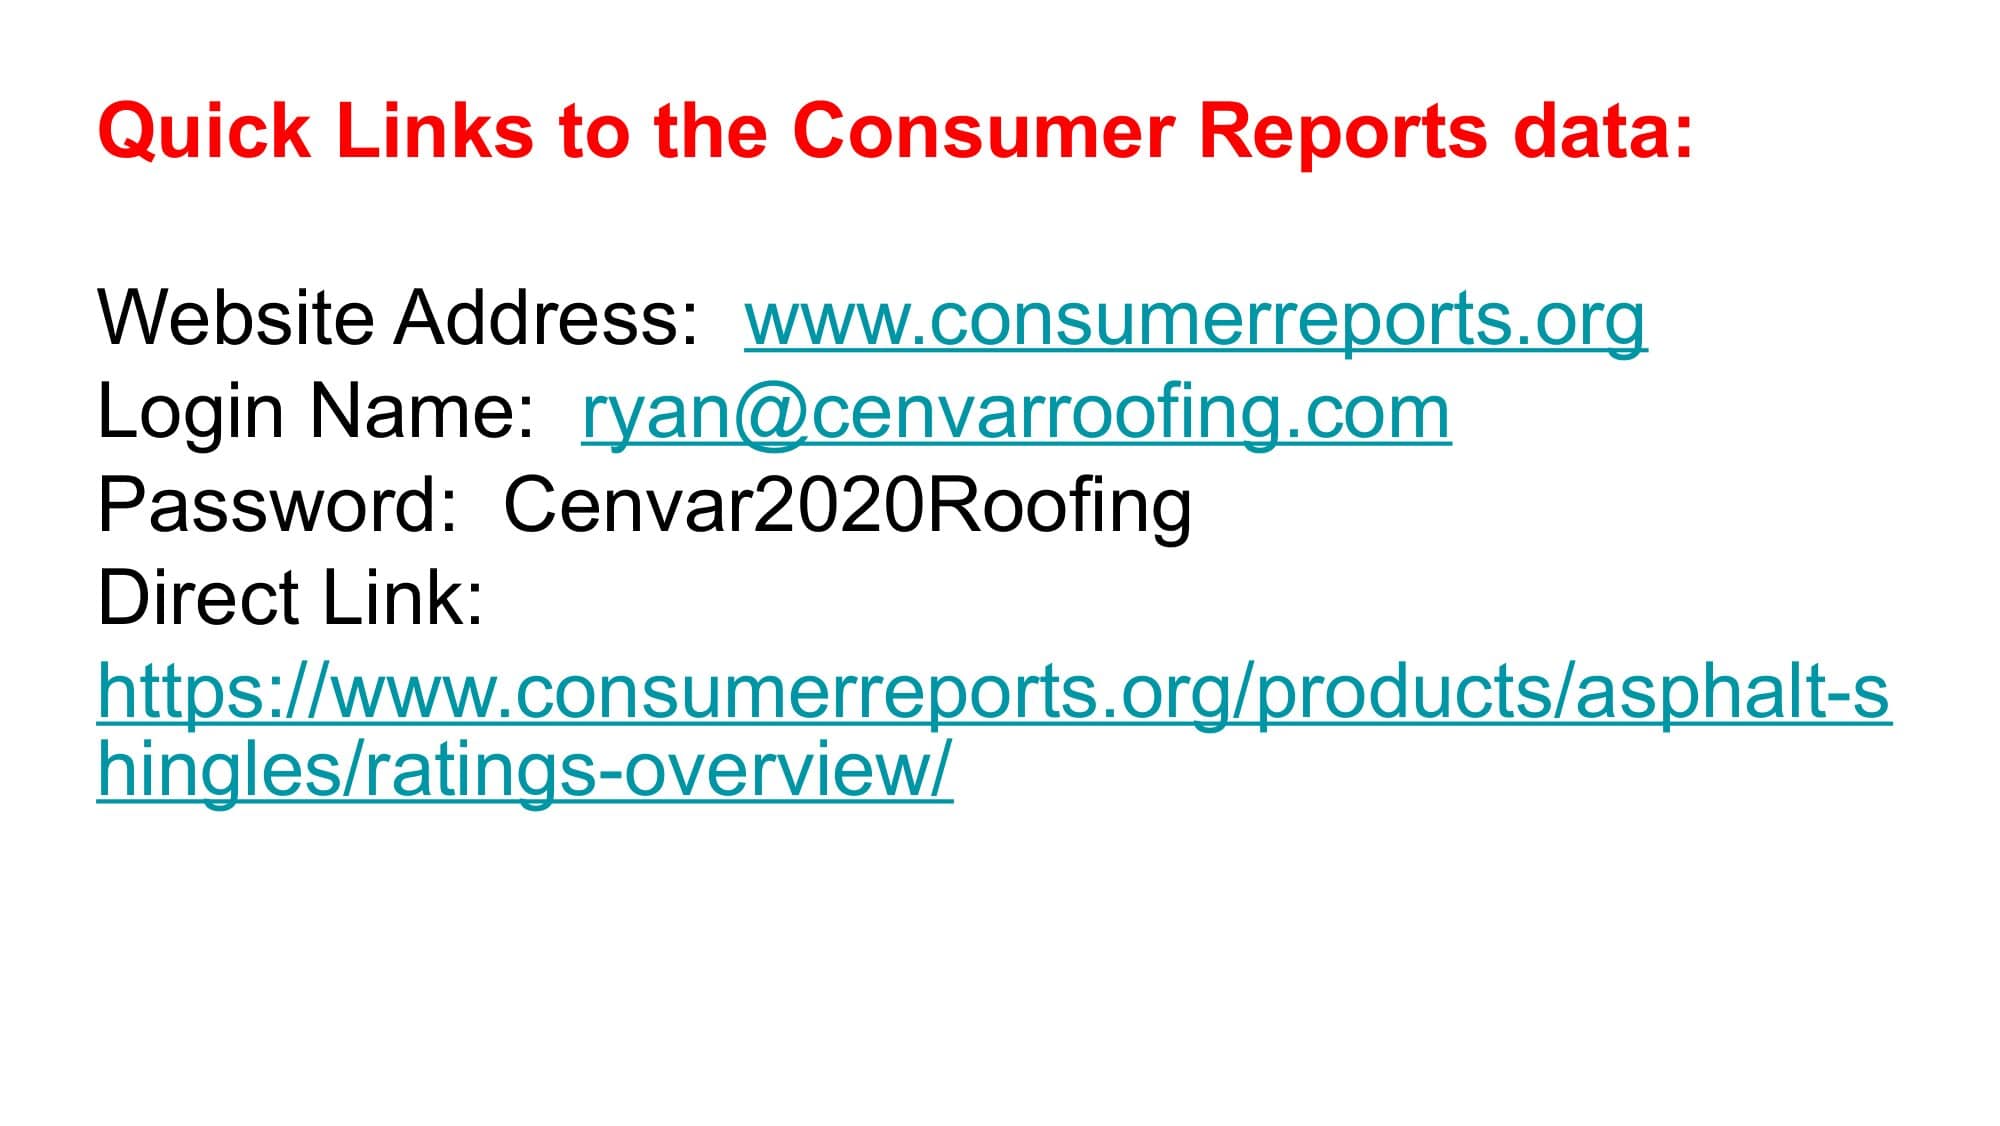 Quick Links to the Consumer Reports data:
Website Address:  www.consumerreports.org
Login Name:  ryan@cenvarroofing.com
Password:  Cenvar2020Roofing
Direct Link:
https://www.consumerreports.org/products/asphalt-s
hingles/ratings-overview/